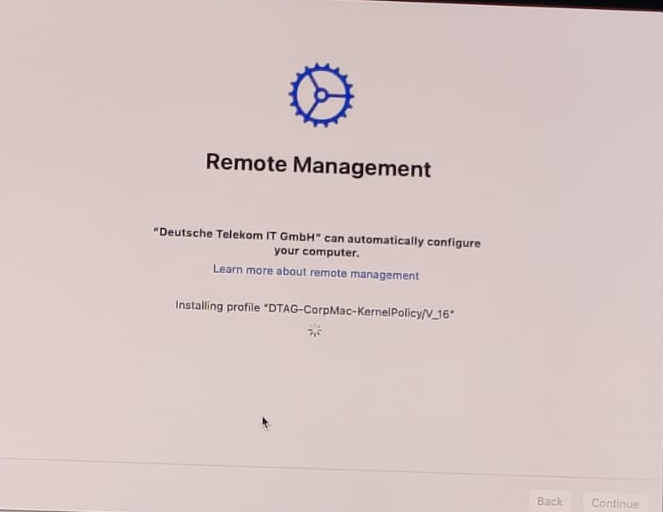 Remote Management
"Deutsche Telekom IT GmbH" can automatically configure
your computer.
Learn more about remote management
Installing profile "DTAG-CorpMac-KernelPolicy/V_16"
Back
Continue